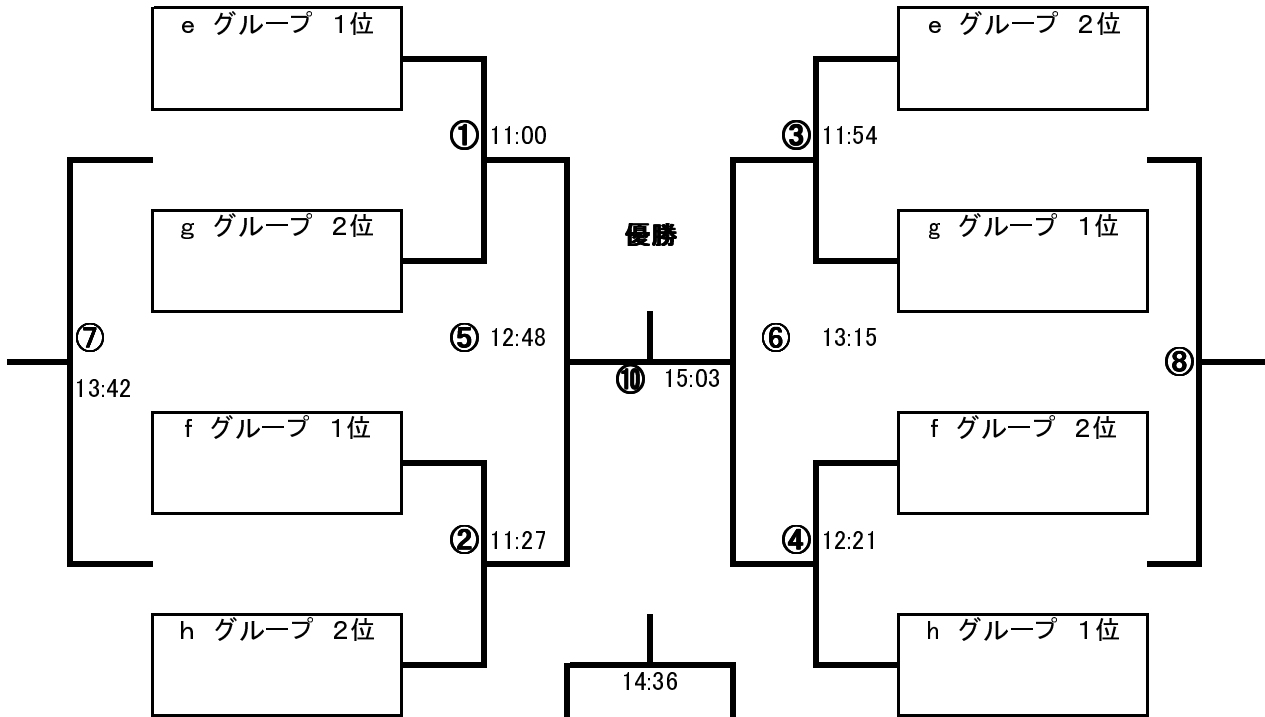 ｅ グループ １位
ｅ グループ ２位
① 11:00
③ 11:54
ｇ グループ ２位
優勝
ｇ グループ １位
⑦
⑤ 12:48
⑥ 13:15
⑧
13:42
⑩ 15:03
ｆ グループ １位
ｆ グループ ２位
② 11:27
④ 12:21
ｈ グループ ２位
ｈ グループ １位
14:36